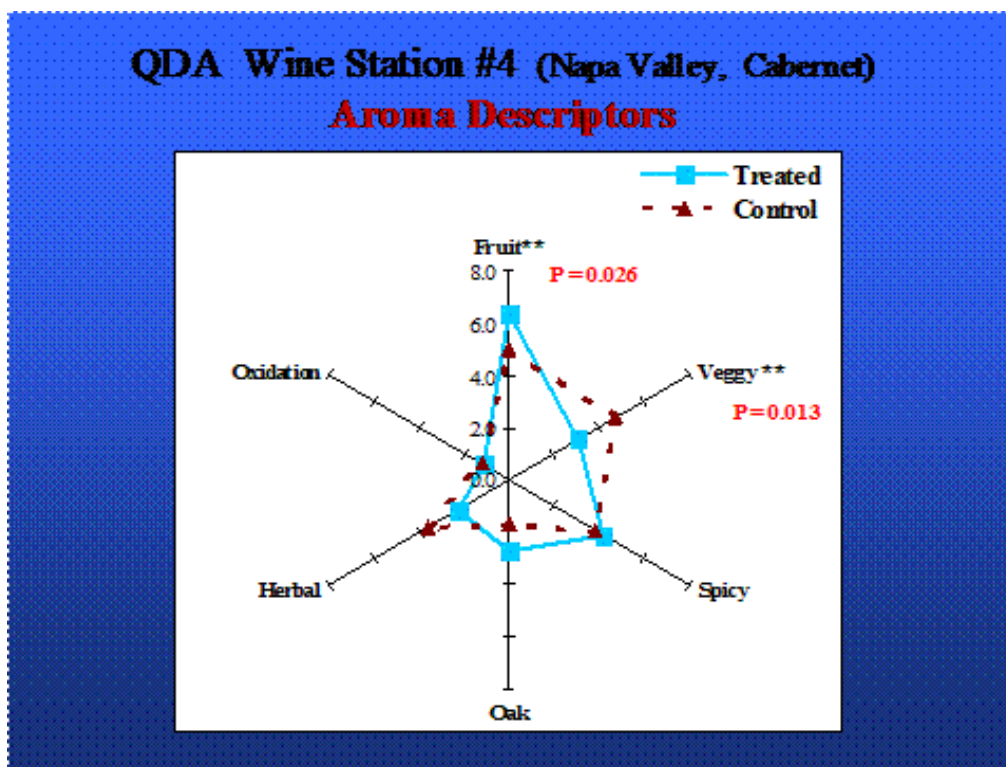 QDA Wine Station #4 (Napa Valley, Cabernet)
Aroma Descriptors
Treated
Control
Fruit**
8.0
P=0.026
6.0
Oxidation
4.0
Veggy**
P=0.013
2.0
0.0
Herbal
Spicy
Oak